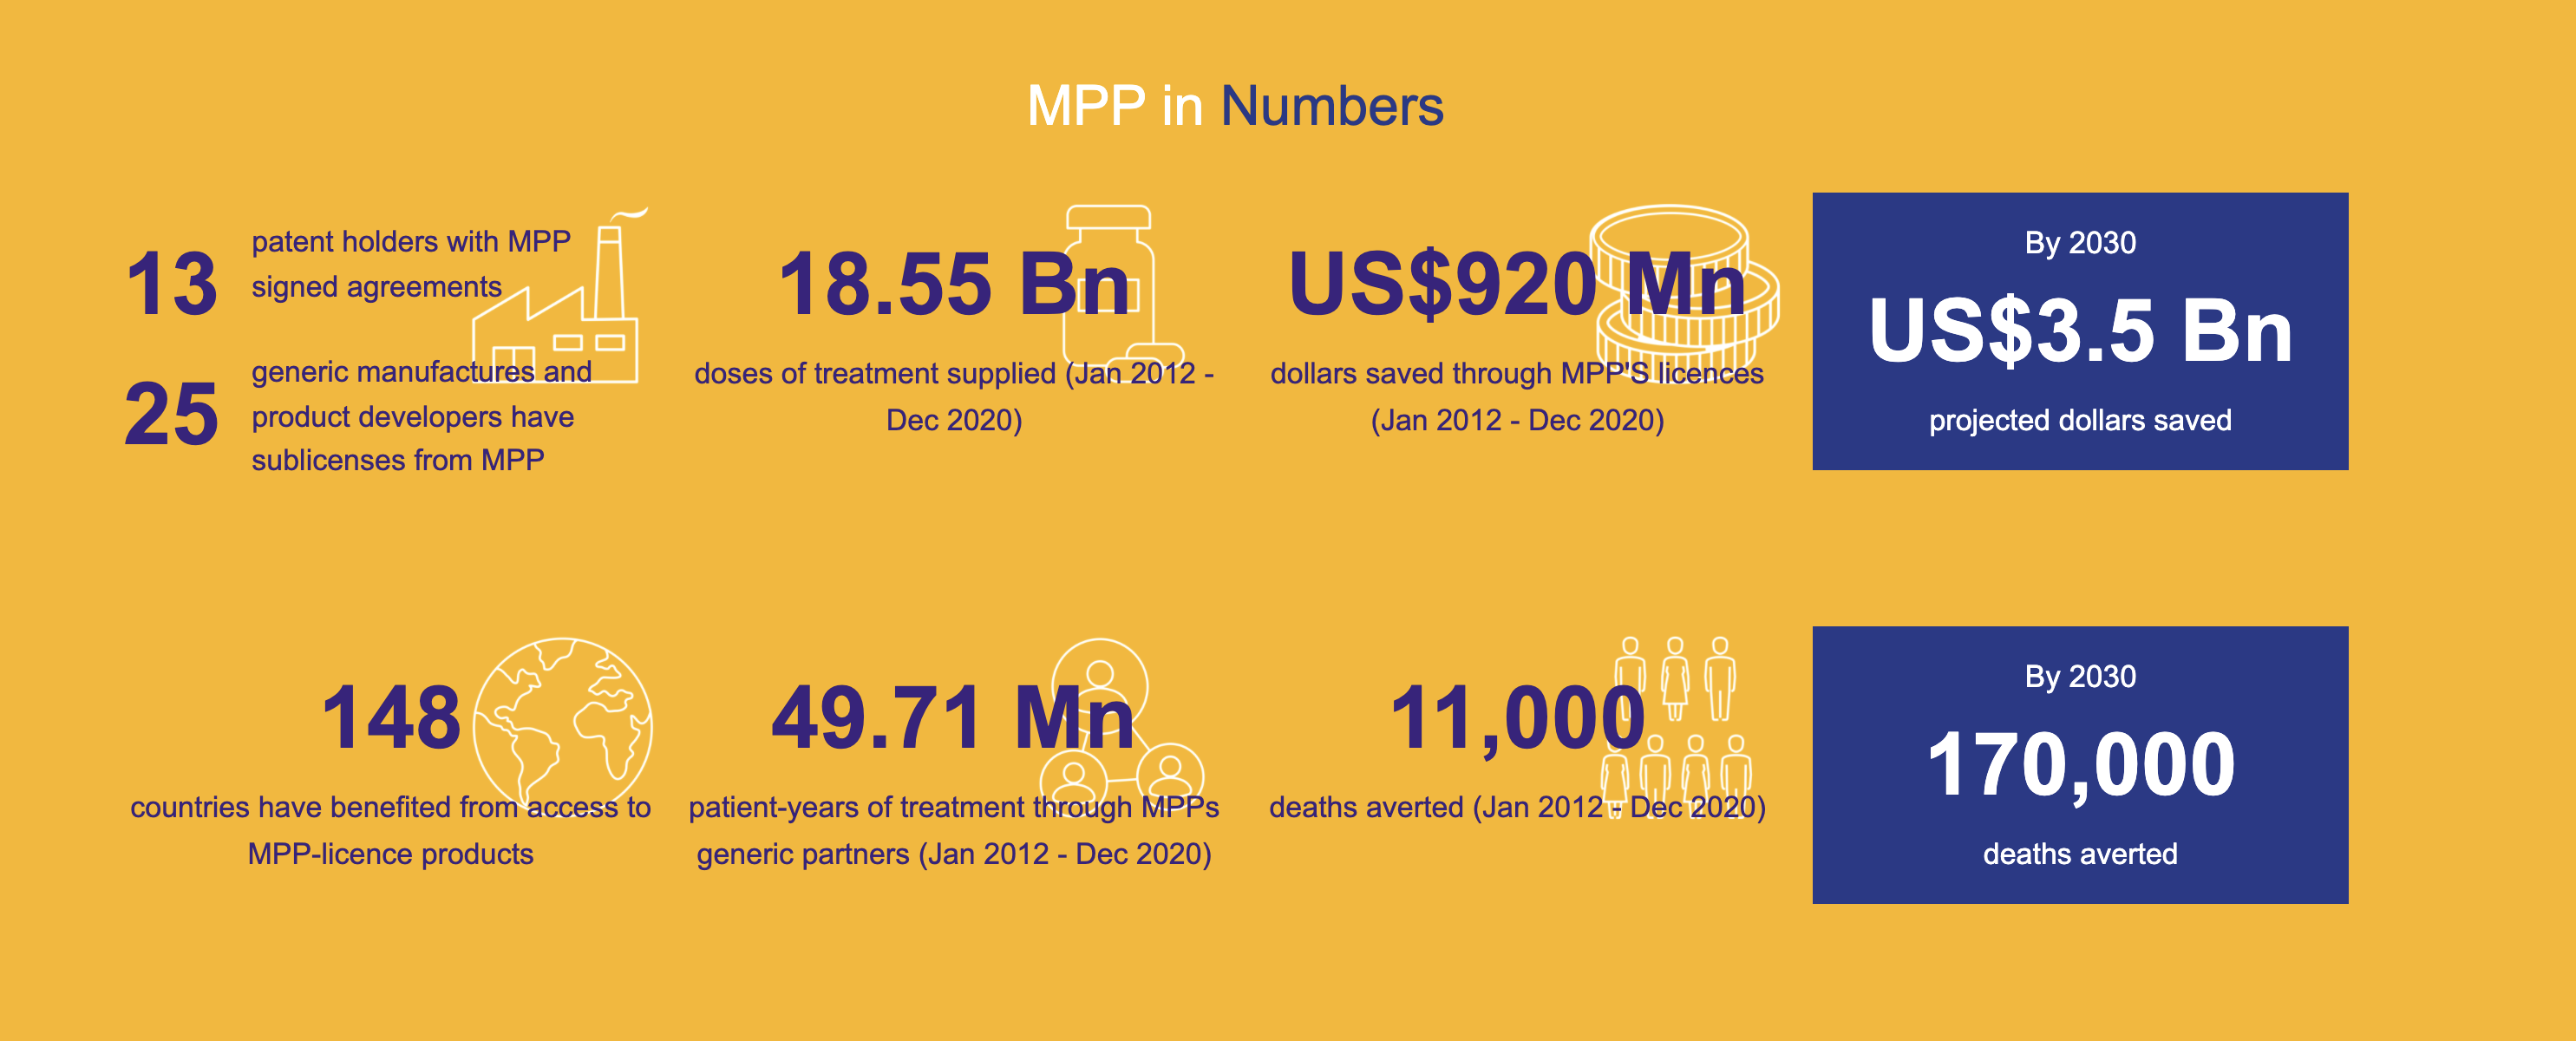 MPP in Numbers
13
patent holders with MPP
signed agreements
25
generic manufactures and
product developers have
sublicenses from MPP
18.55 Bn
doses of treatment supplied (Jan 2012 -
Dec 2020)
US$920 Mn
dollars saved through MPP'S licences
(Jan 2012 - Dec 2020)
By 2030
US$3.5 Bn
projected dollars saved
148
countries have benefited from access to
MPP-licence products
49.71 Mn
patient-years of treatment through MPPs
generic partners (Jan 2012 - Dec 2020)
11,000
deaths averted (Jan 2012 - Dec 2020)
By 2030
170,000
deaths averted